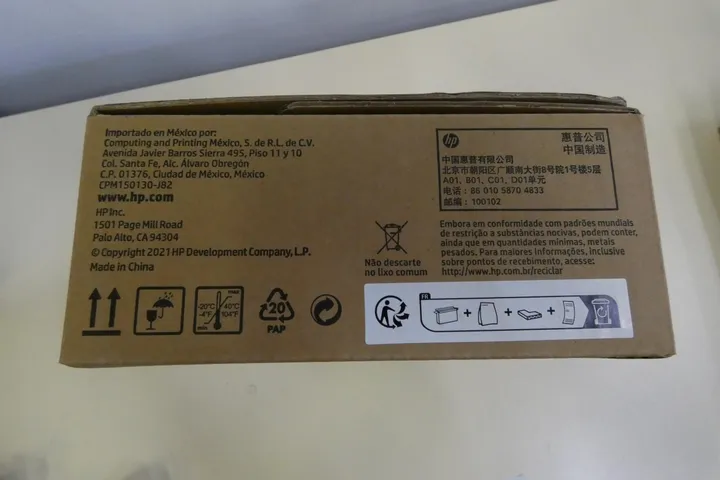 Importado en México por:
Computing and Printing México, S. de R.L. de C.V.
Avenida Javier Barros Sierra 495, Piso 11 y 10
Col. Santa Fe, Alc. Álvaro Obregón
C.P. 01376, Ciudad de México, México
CPM150130-J82
www.hp.com
HP Inc.
1501 Page Mill Road
Palo Alto, CA 94304
© Copyright 2021 HP Development Company, L.P.
Made in China
hp
惠普公司
中国制造
中国惠普有限公司
北京市朝阳区广顺南大街8号院1号楼5层
A01, B01, C01, D01单元
电话: 86 010 5870 4833
邮编: 100102
Não descarte
no lixo comum
Embora em conformidade com padrões mundiais
de restrição a substâncias nocivas, podem conter,
ainda que em quantidades mínimas, metais
pesados. Para maiores informações, inclusive
sobre pontos de recebimento, acesse:
http://www.hp.com.br/reciclar
max
-20°C 40°C
-4°F 104°F
min
20
PAP
FR
+ + +